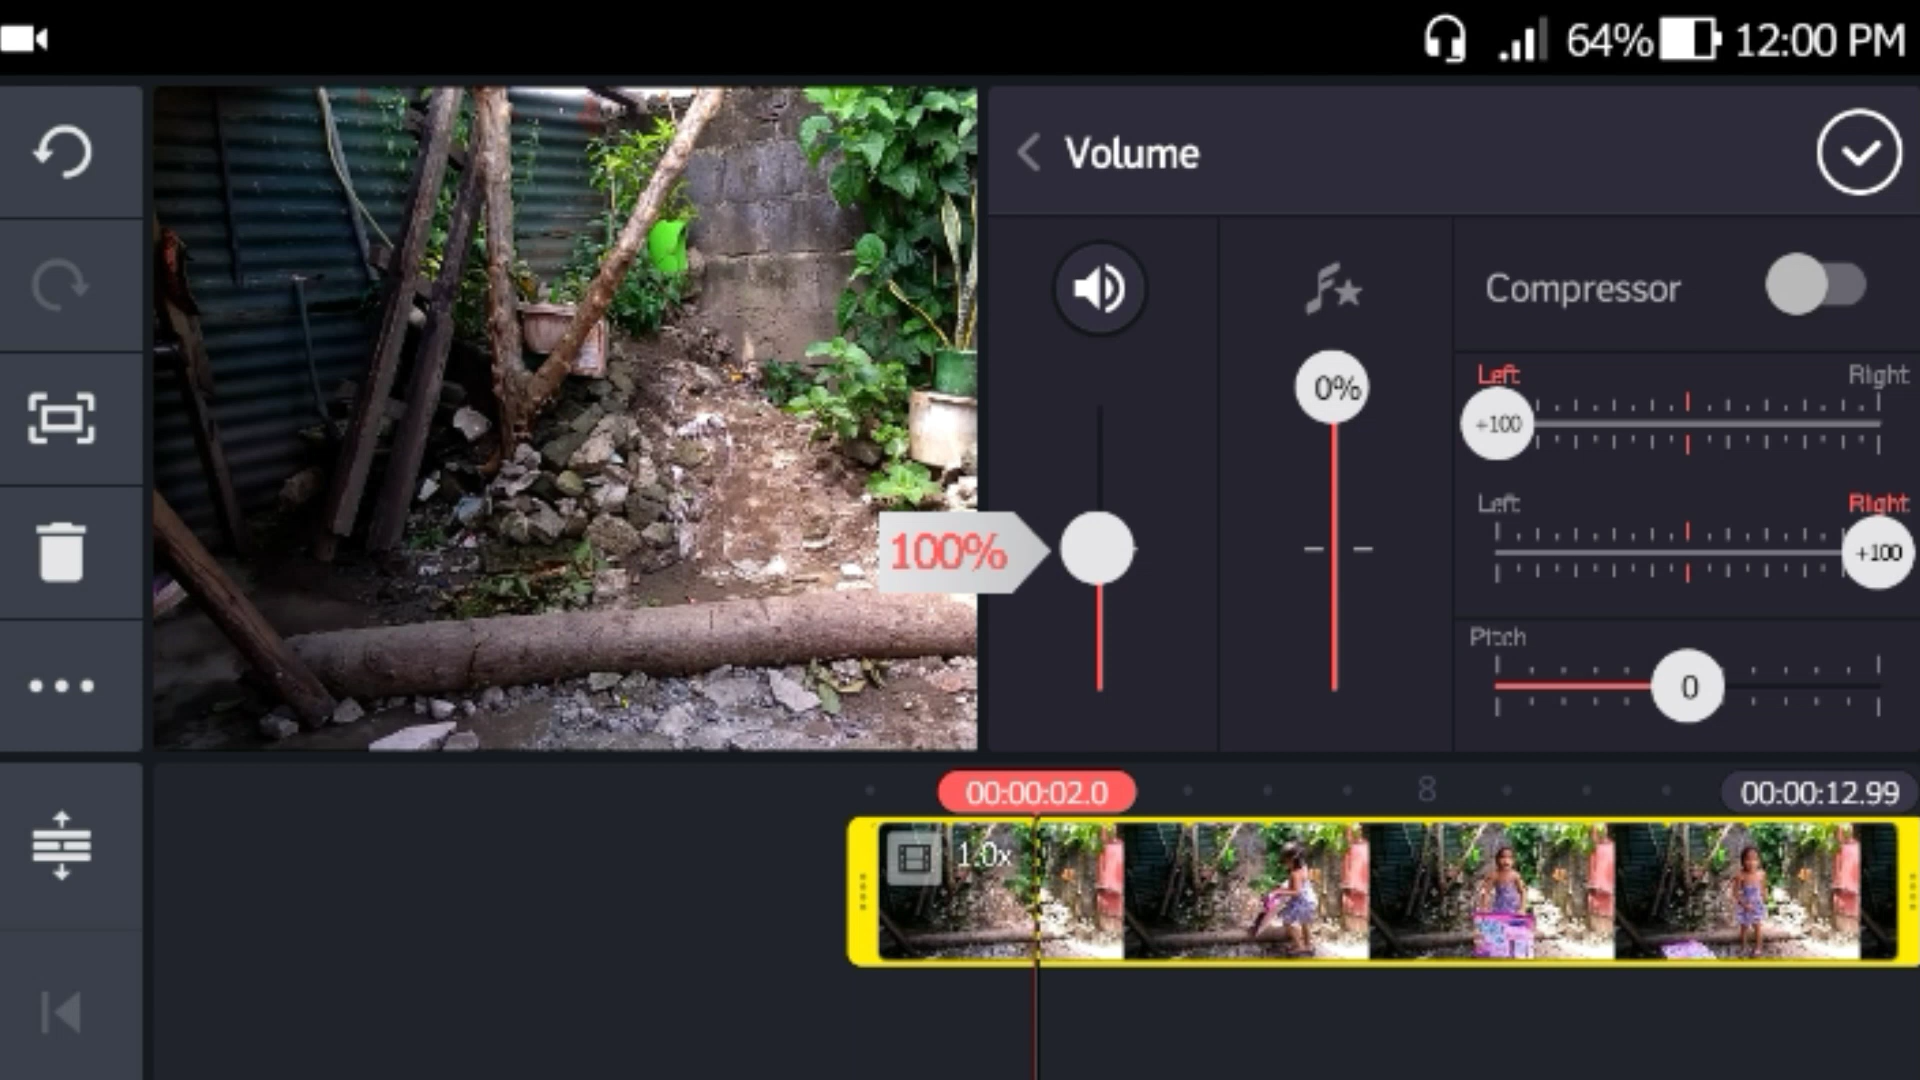 64% 12:00 PM
Volume
Compressor
0%
Left Right
+100
Left Right
100%
+100
Pitch
0
00:00:02.0 8 00:00:12.99
1.0x